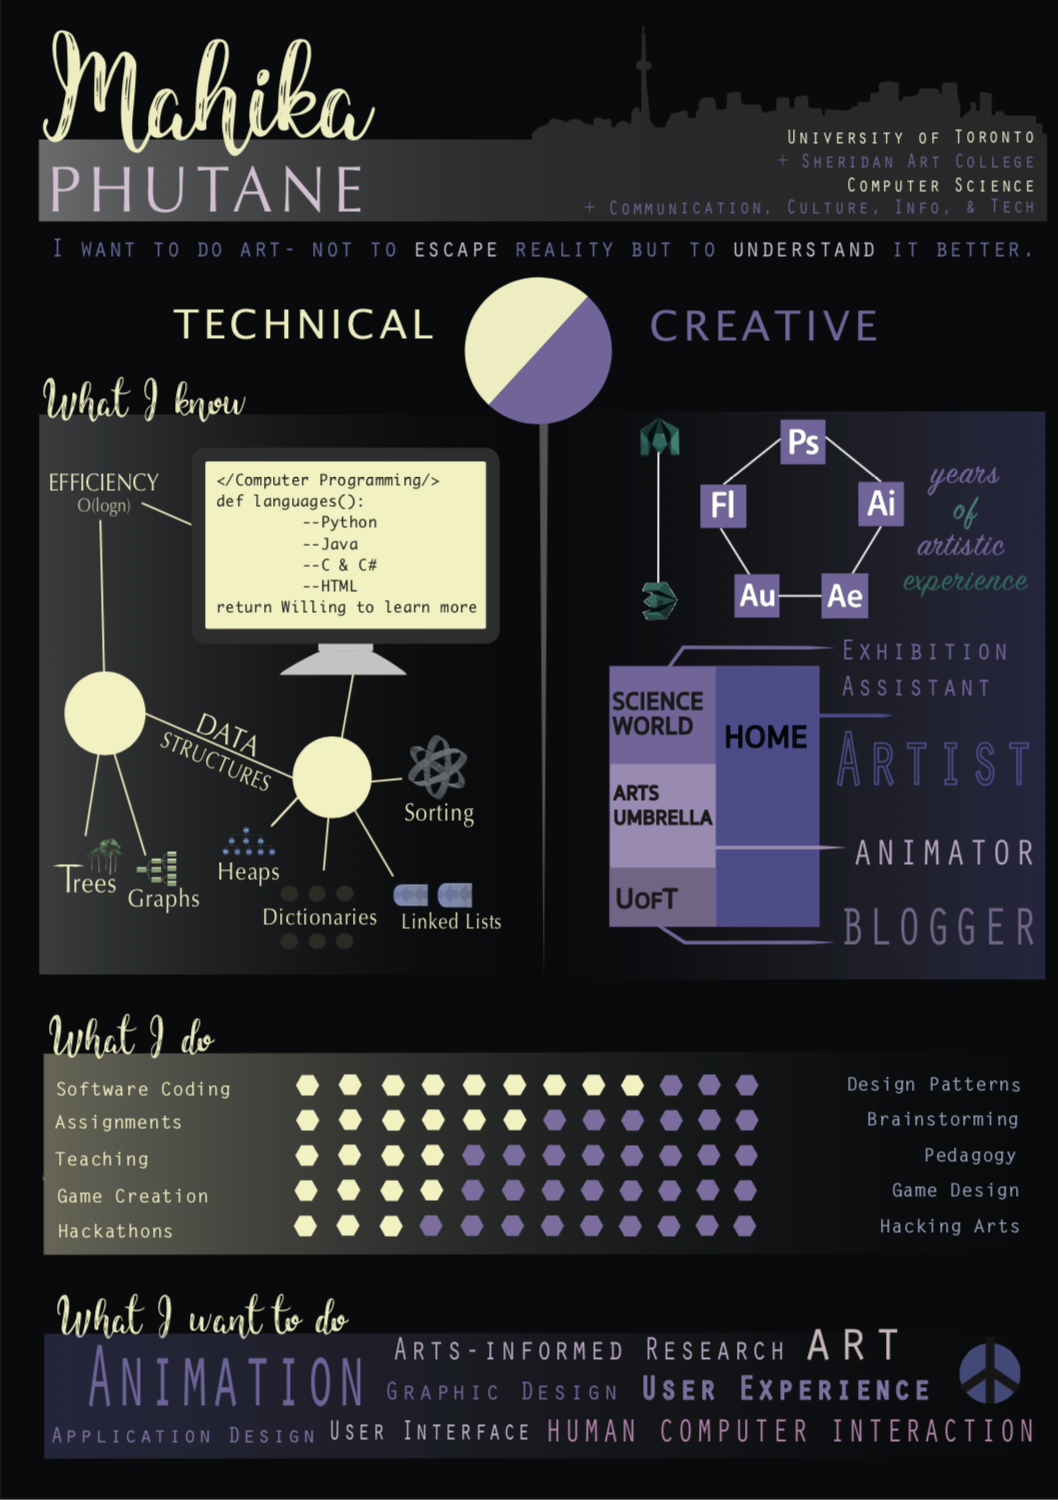 Mahika
PHUTANE
UNIVERSITY OF TORONTO
+ SHERIDAN ART COLLEGE
COMPUTER SCIENCE
+ COMMUNICATION, CULTURE, INFO, & TECH
I WANT TO DO ART- NOT TO ESCAPE REALITY BUT TO UNDERSTAND IT BETTER.
TECHNICAL
CREATIVE
What I know
EFFICIENCY
O(logn)
</Computer Programming/>
def languages():
--Python
--Java
--C & C#
--HTML
return Willing to learn more
DATA
STRUCTURES
Sorting
Trees
Graphs
Heaps
Dictionaries
Linked Lists
Ps
Fl
Ai
Au
Ae
years
of
artistic
experience
SCIENCE
WORLD
HOME
ARTS
UMBRELLA
UOFT
EXHIBITION
ASSISTANT
ARTIST
ANIMATOR
BLOGGER
What I do
Software Coding
Design Patterns
Assignments
Brainstorming
Teaching
Pedagogy
Game Creation
Game Design
Hackathons
Hacking Arts
What I want to do
ANIMATION
ARTS-INFORMED RESEARCH
ART
GRAPHIC DESIGN
USER EXPERIENCE
APPLICATION DESIGN
USER INTERFACE
HUMAN COMPUTER INTERACTION